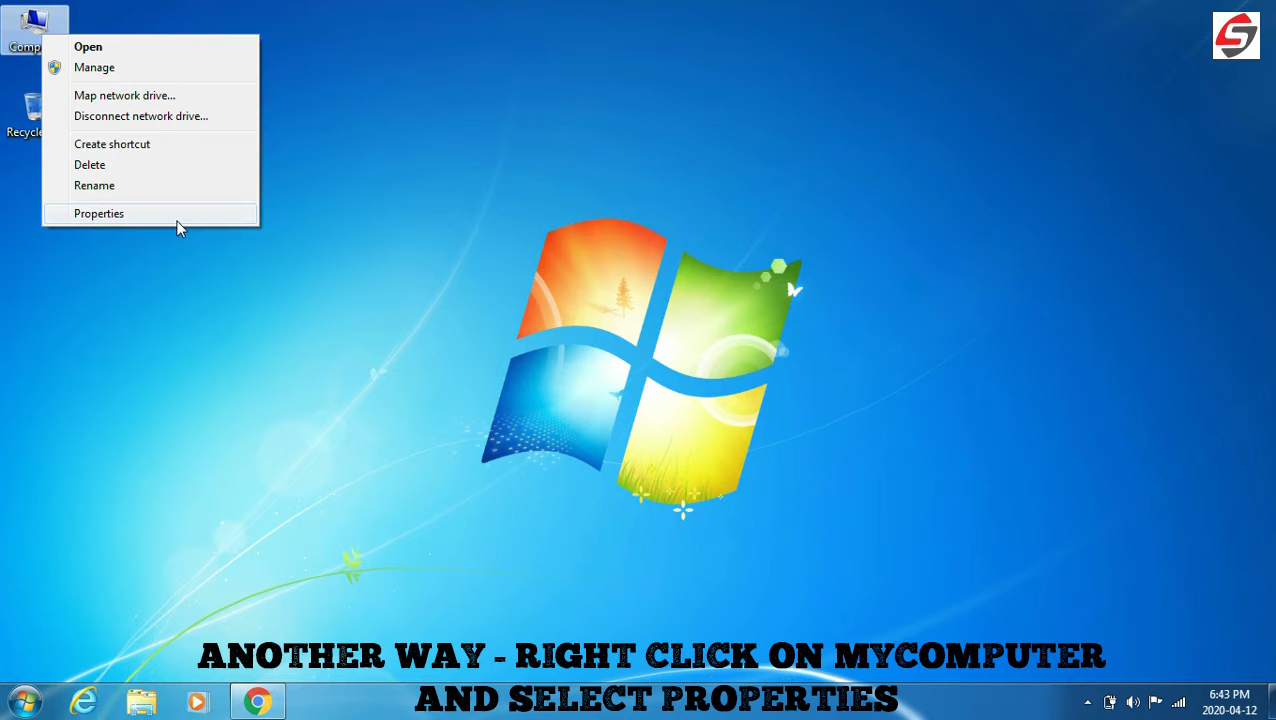 Open
Manage
Map network drive...
Disconnect network drive...
Create shortcut
Delete
Rename
Properties
ANOTHER WAY - RIGHT CLICK ON MYCOMPUTER
AND SELECT PROPERTIES
6:43 PM
2020-04-12